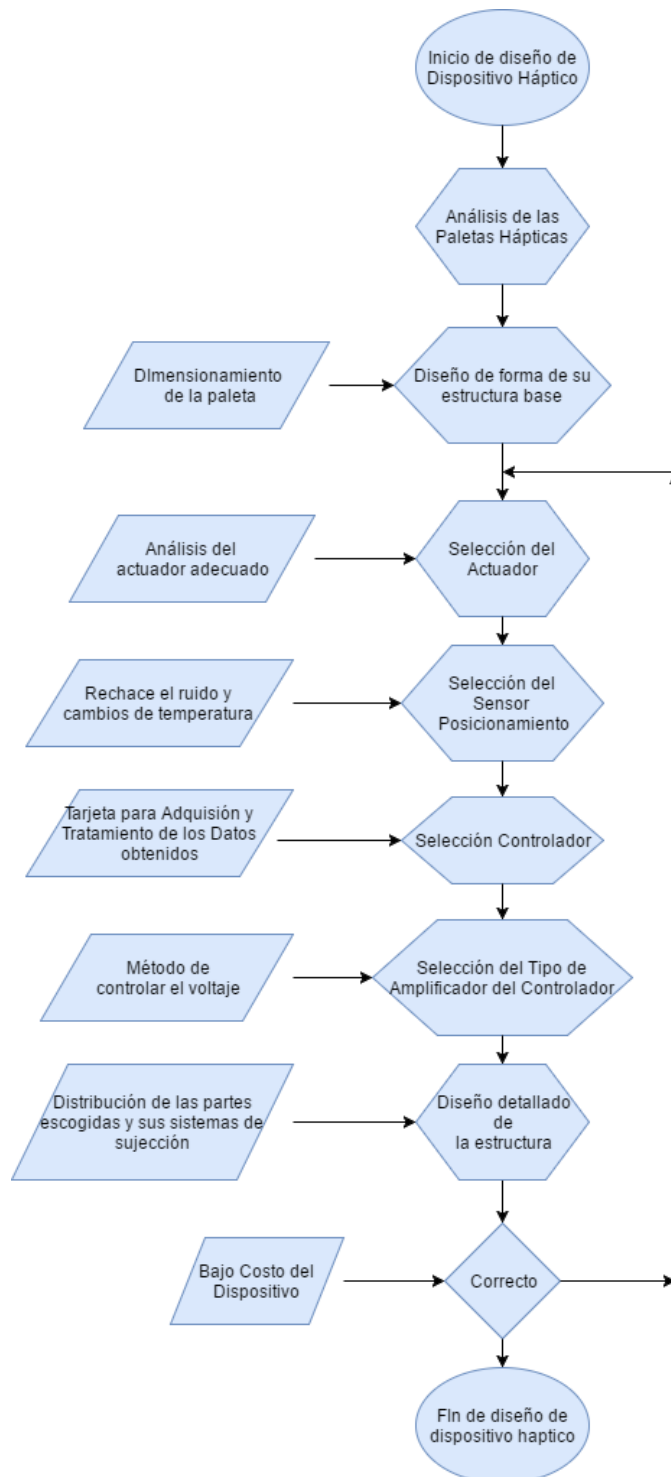 Inicio de diseño de
Dispositivo Háptico
Análisis de las
Paletas Hápticas
DImensionamiento
de la paleta
Diseño de forma de su
estructura base
Análisis del
actuador adecuado
Selección del
Actuador
Rechace el ruido y
cambios de temperatura
Selección del
Sensor
Posicionamiento
Tarjeta para Adquisión y
Tratamiento de los Datos
obtenidos
Selección Controlador
Método de
controlar el voltaje
Selección del Tipo de
Amplificador del Controlador
Distribución de las partes
escogidas y sus sistemas de
sujección
Diseño detallado
de
la estructura
Bajo Costo del
Dispositivo
Correcto
FIn de diseño de
dispositivo haptico